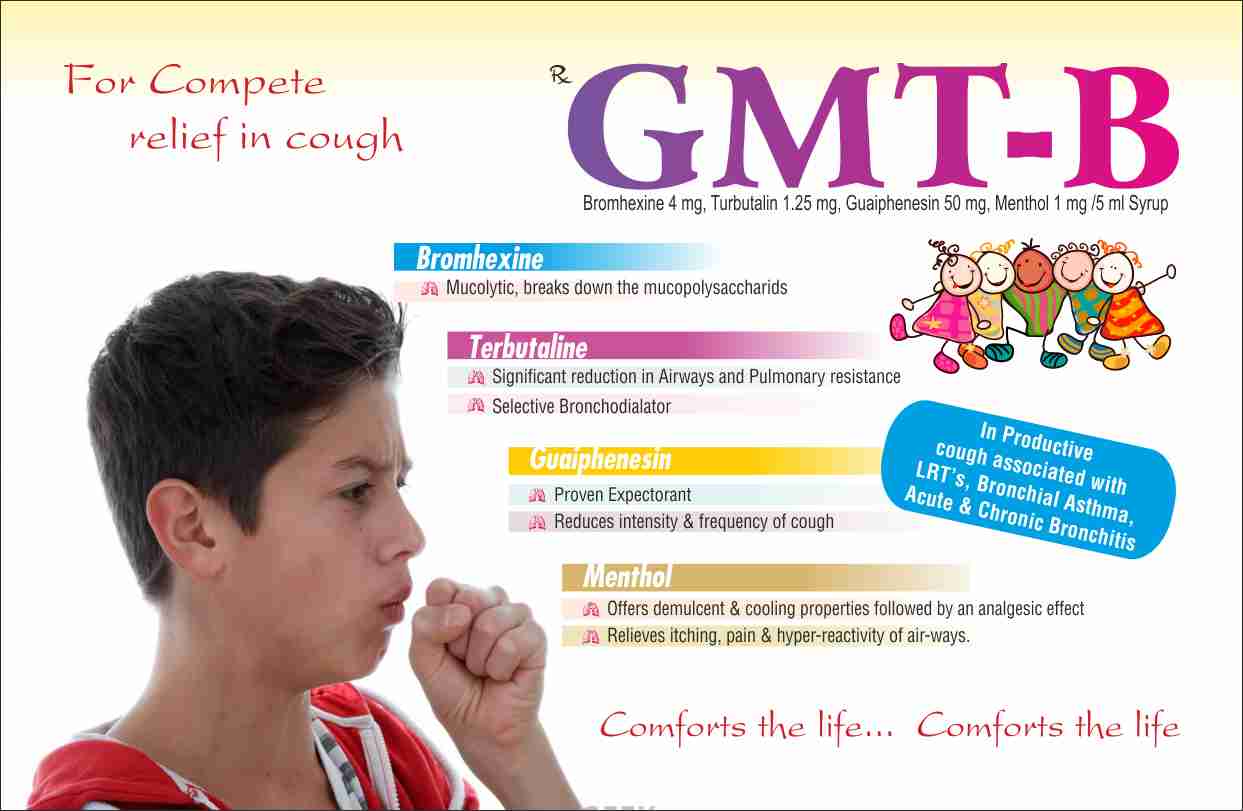 For Compete
relief in cough
Rx
GMT-B
Bromhexine 4 mg, Turbutalin 1.25 mg, Guaiphenesin 50 mg, Menthol 1 mg /5 ml Syrup
Bromhexine
Mucolytic, breaks down the mucopolysaccharids
Terbutaline
Significant reduction in Airways and Pulmonary resistance
Selective Bronchodialator
Guaiphenesin
Proven Expectorant
Reduces intensity & frequency of cough
In Productive
cough associated with
LRT's, Bronchial Asthma,
Acute & Chronic Bronchitis
Menthol
Offers demulcent & cooling properties followed by an analgesic effect
Relieves itching, pain & hyper-reactivity of air-ways.
Comforts the life... Comforts the life